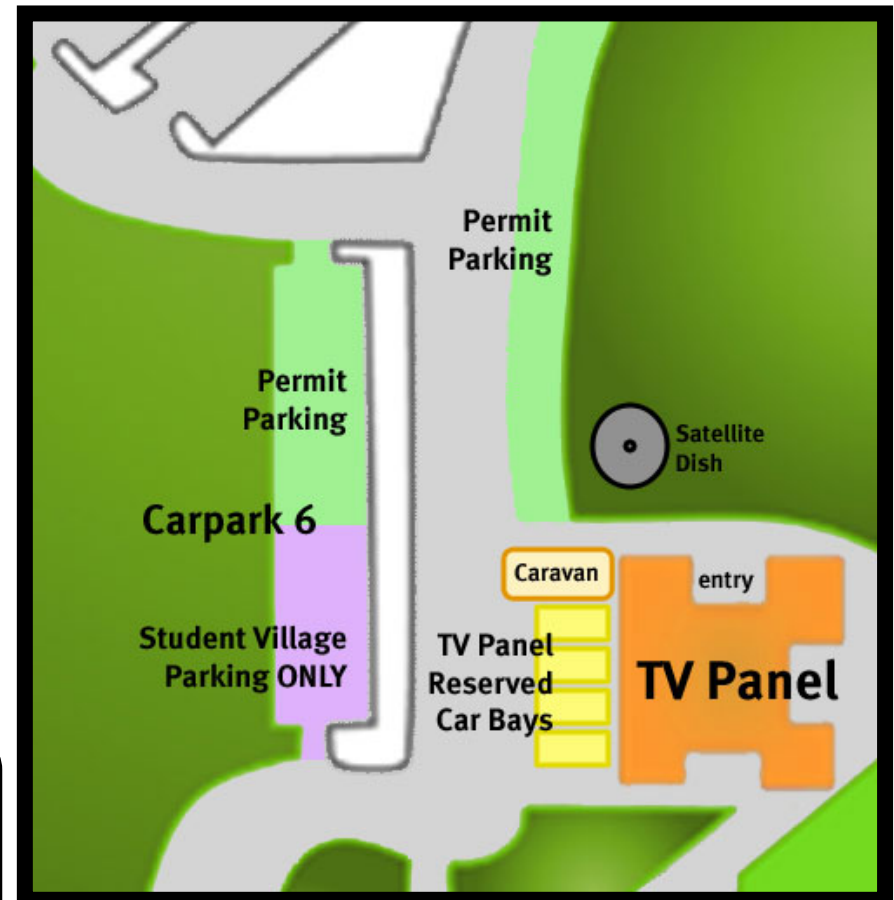 Permit
Parking
Permit
Parking
Satellite
Dish
Carpark 6
Caravan
entry
Student Village
Parking ONLY
TV Panel
Reserved
Car Bays
TV Panel